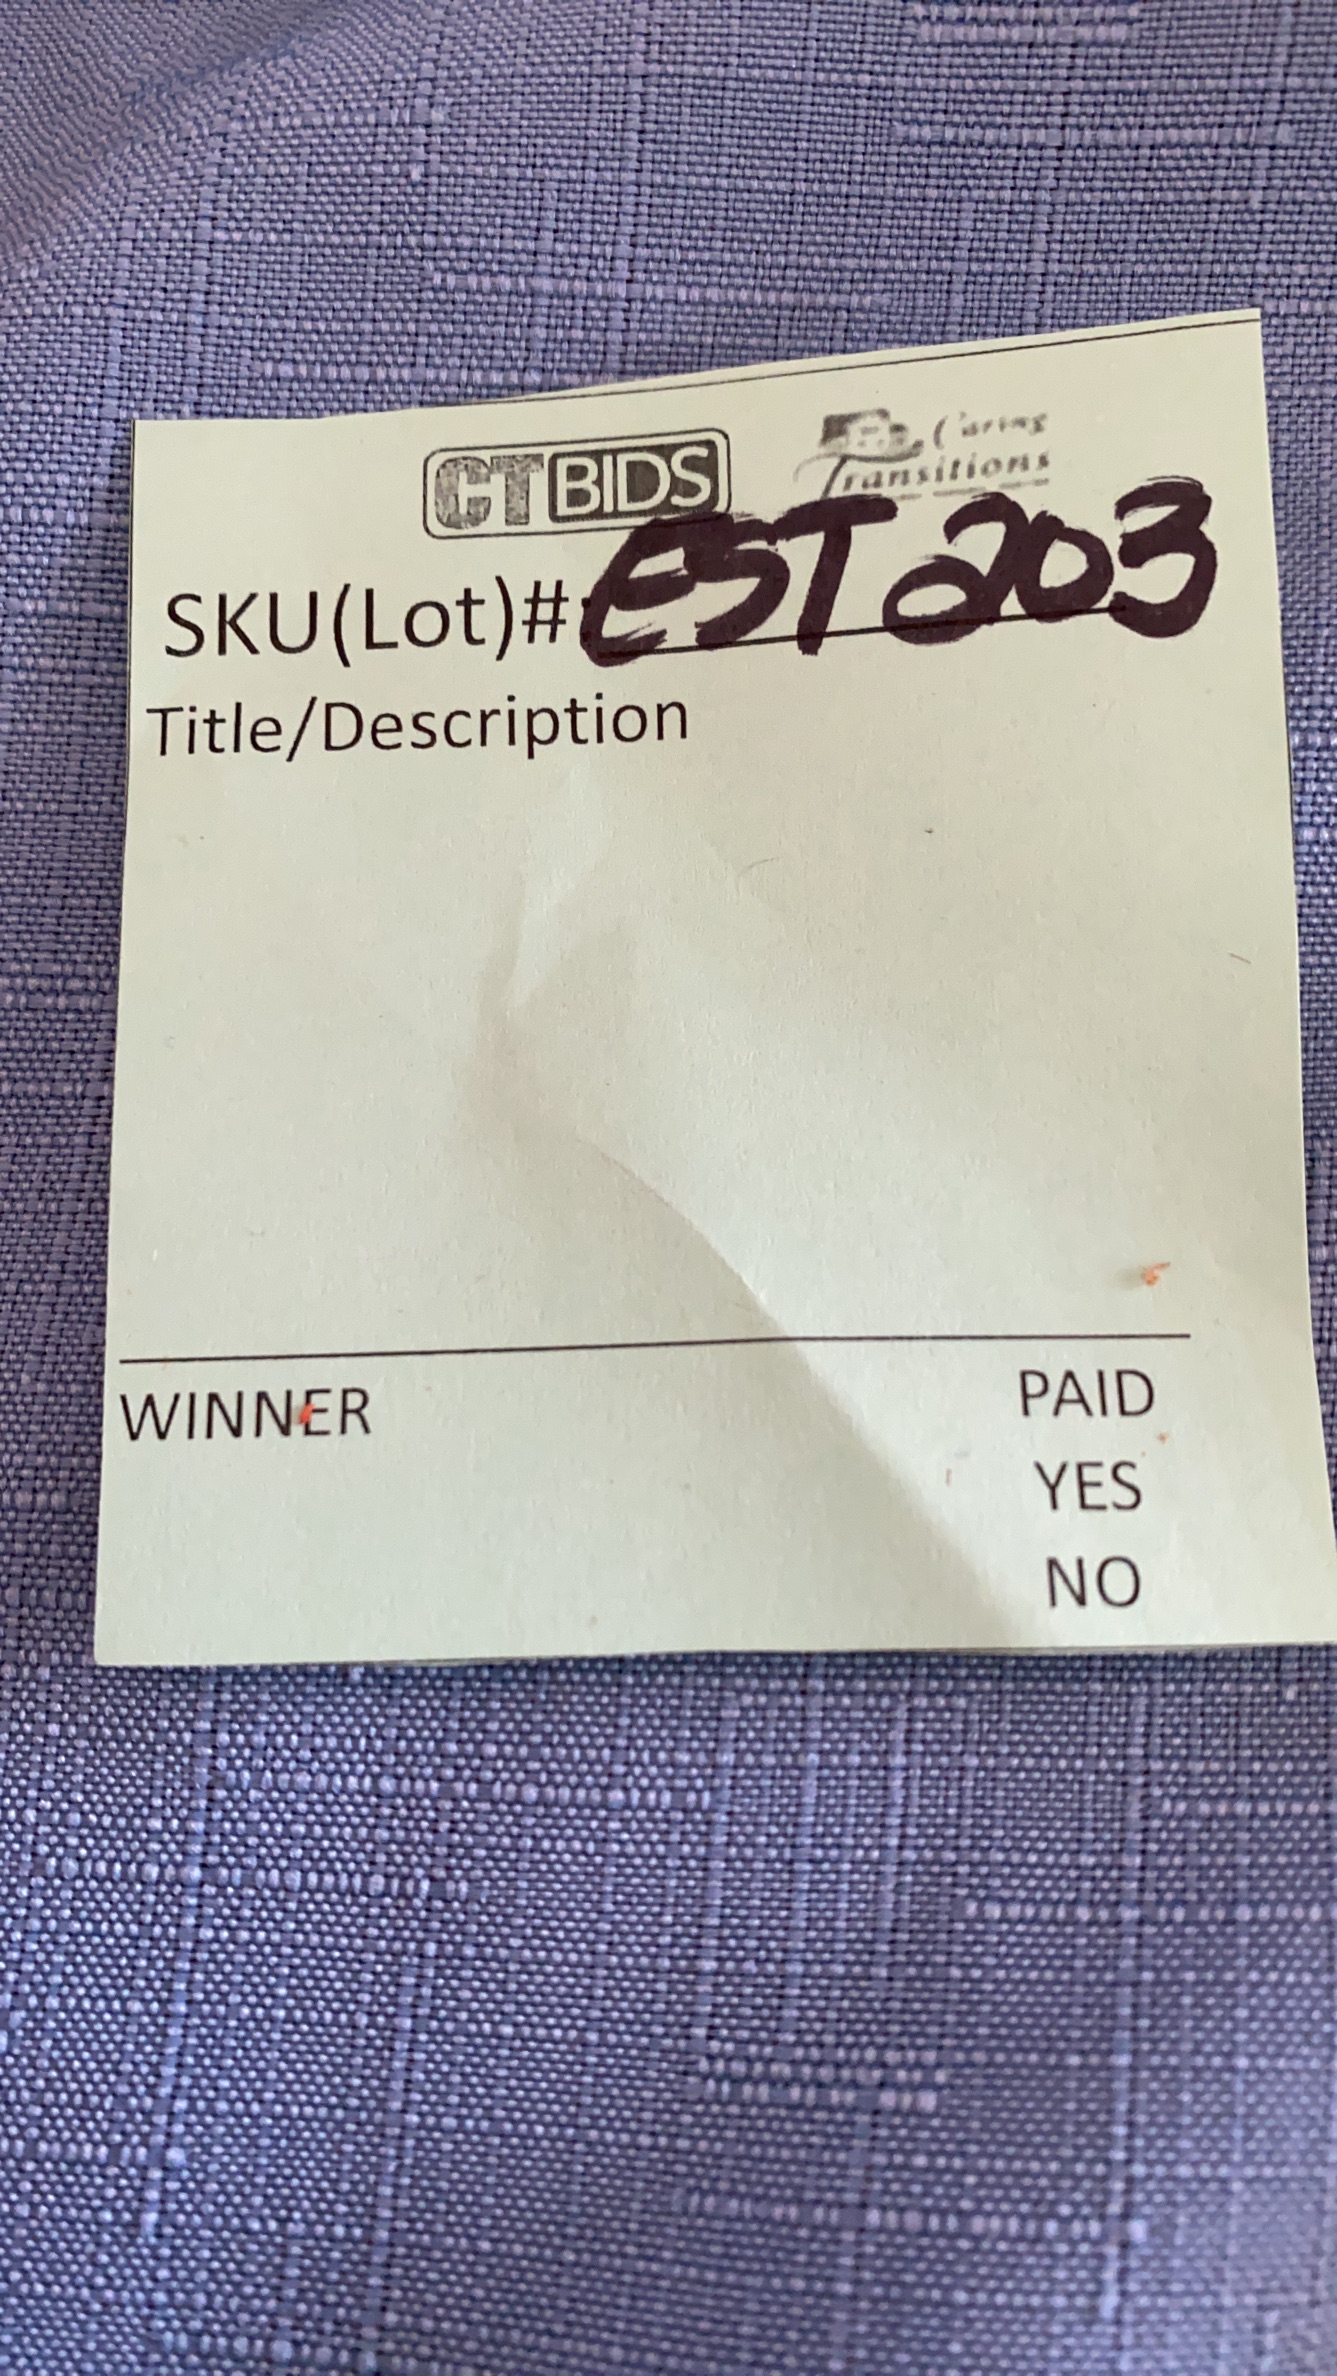 CTBIDS Caring
Transitions
SKU(Lot)#: EST203
Title/Description
WINNER PAID
YES
NO